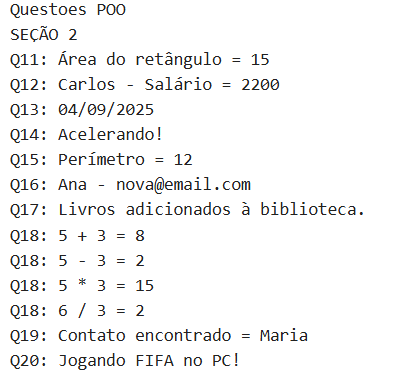 Questoes POO
SEÇÃO 2
Q11: Área do retângulo = 15
Q12: Carlos - Salário = 2200
Q13: 04/09/2025
Q14: Acelerando!
Q15: Perímetro = 12
Q16: Ana - nova@email.com
Q17: Livros adicionados à biblioteca.
Q18: 5 + 3 = 8
Q18: 5 - 3 = 2
Q18: 5 * 3 = 15
Q18: 6 / 3 = 2
Q19: Contato encontrado = Maria
Q20: Jogando FIFA no PC!